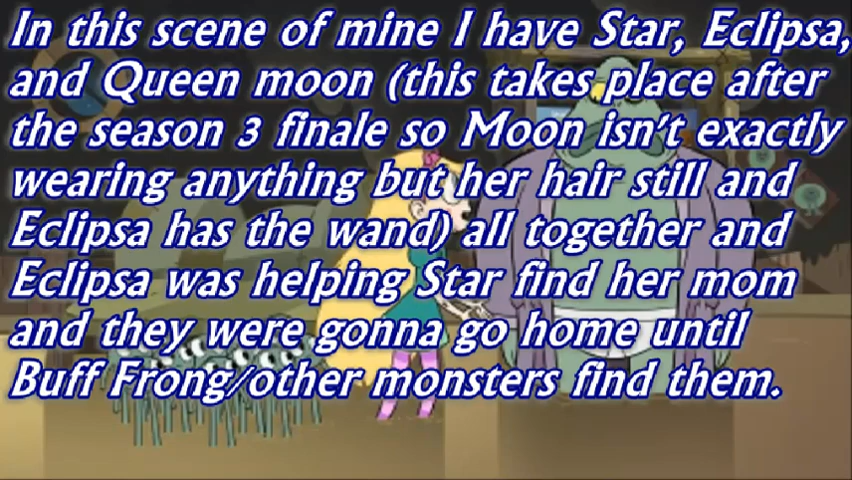 In this scene of mine I have Star, Eclipsa,
and Queen moon (this takes place after
the season 3 finale so Moon isn't exactly
wearing anything but her hair still and
Eclipsa has the wand) all together and
Eclipsa was helping Star find her mom
and they were gonna go home until
Buff Frong/other monsters find them.